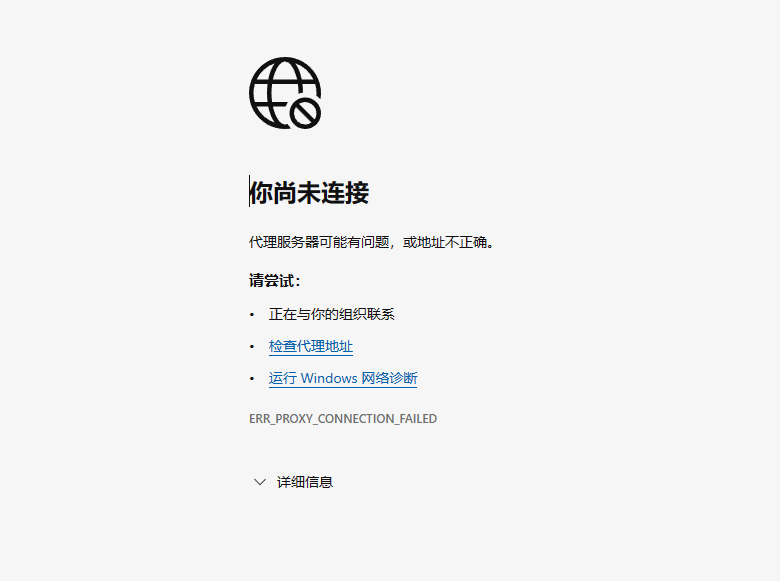 你尚未连接
代理服务器可能有问题，或地址不正确。
请尝试：
• 正在与你的组织联系
• 检查代理地址
• 运行 Windows 网络诊断
ERR_PROXY_CONNECTION_FAILED
详细信息